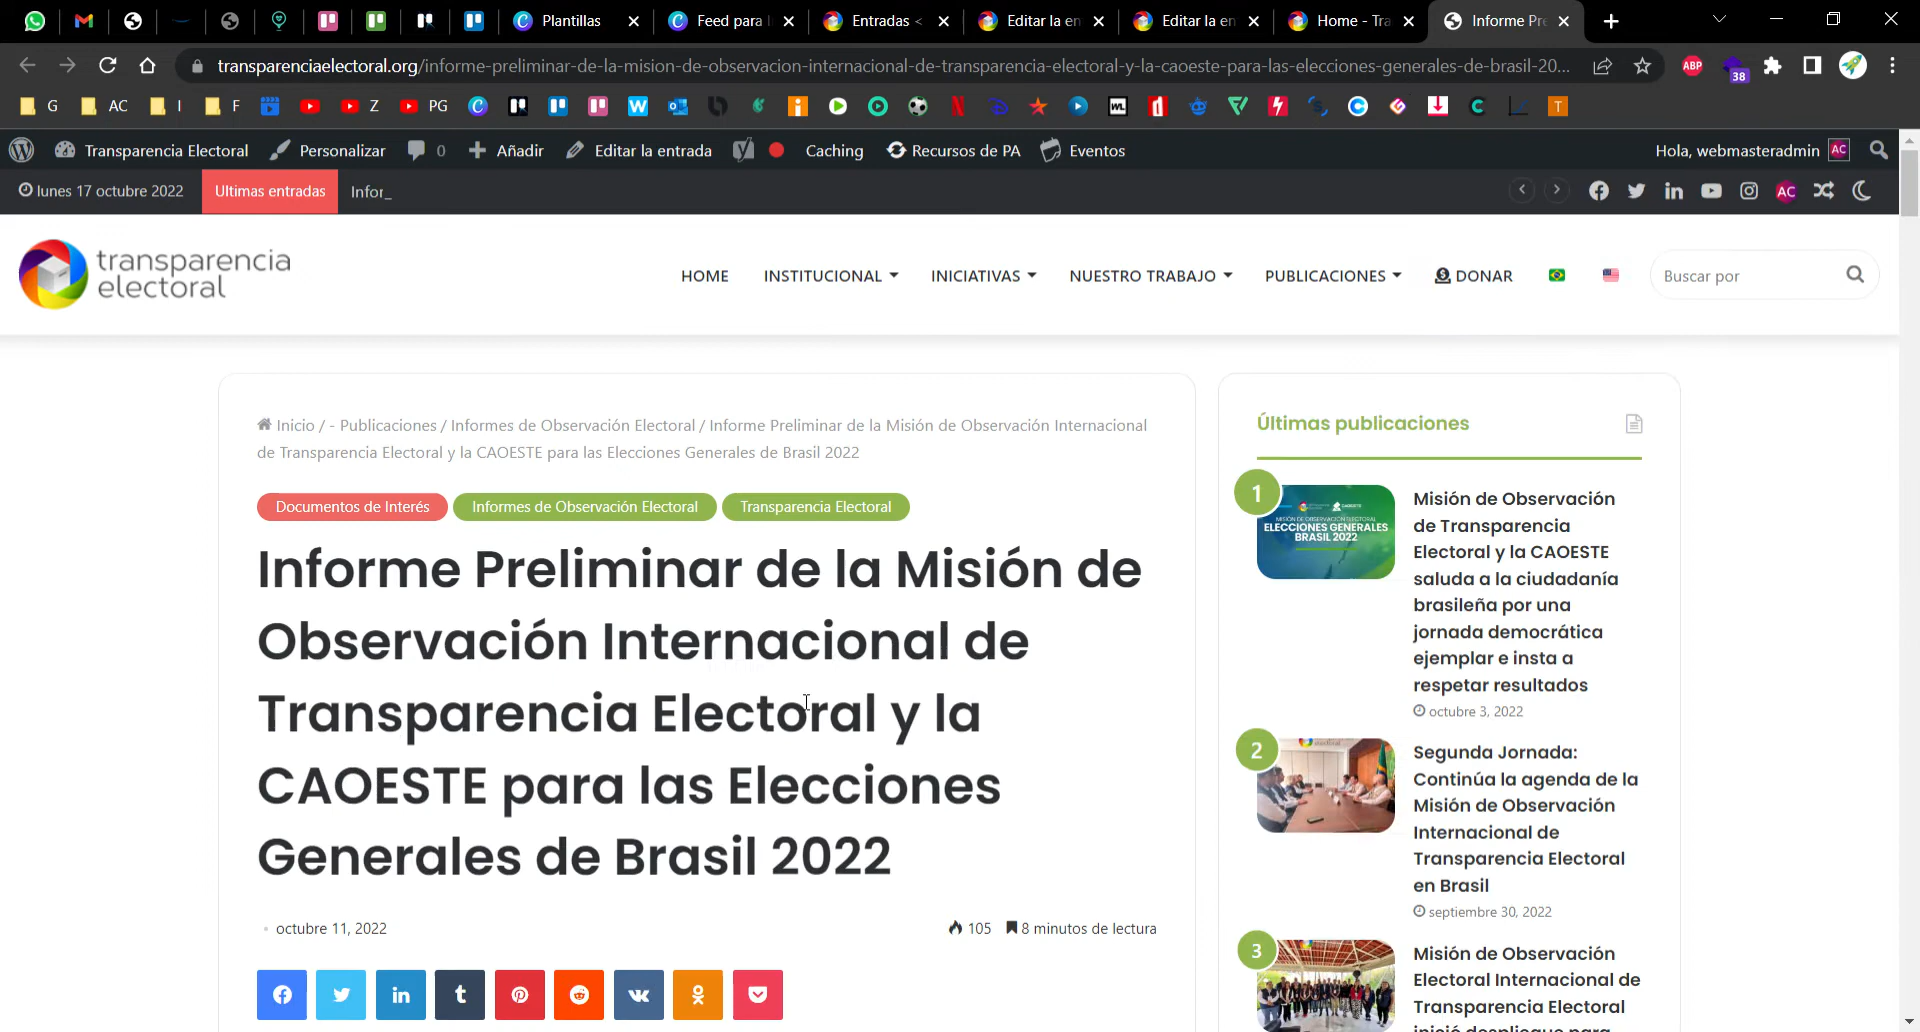 Plantillas
Feed para l
Entradas <
Editar la en
Editar la en
Home - Tra
Informe Pre
transparenciaelectoral.org/informe-preliminar-de-la-mision-de-observacion-internacional-de-transparencia-electoral-y-la-caoeste-para-las-elecciones-generales-de-brasil-20...
ABP
38
G
AC
I
F
Z
PG
Transparencia Electoral
Personalizar
0
Añadir
Editar la entrada
Caching
Recursos de PA
Eventos
Hola, webmasteradmin
AC
lunes 17 octubre 2022
Ultimas entradas
Infor_
AC
transparencia
electoral
HOME
INSTITUCIONAL
INICIATIVAS
NUESTRO TRABAJO
PUBLICACIONES
DONAR
Buscar por
Inicio / - Publicaciones / Informes de Observación Electoral / Informe Preliminar de la Misión de Observación Internacional
de Transparencia Electoral y la CAOESTE para las Elecciones Generales de Brasil 2022
Documentos de Interés
Informes de Observación Electoral
Transparencia Electoral
Informe Preliminar de la Misión de
Observación Internacional de
Transparencia Electoral y la
CAOESTE para las Elecciones
Generales de Brasil 2022
octubre 11, 2022
105
8 minutos de lectura
Últimas publicaciones
1
ELECCIONES GENERALES
BRASIL 2022
Misión de Observación
de Transparencia
Electoral y la CAOESTE
saluda a la ciudadanía
brasileña por una
jornada democrática
ejemplar e insta a
respetar resultados
octubre 3, 2022
2
Segunda Jornada:
Continúa la agenda de la
Misión de Observación
Internacional de
Transparencia Electoral
en Brasil
septiembre 30, 2022
3
Misión de Observación
Electoral Internacional de
Transparencia Electoral
inició despliegue para